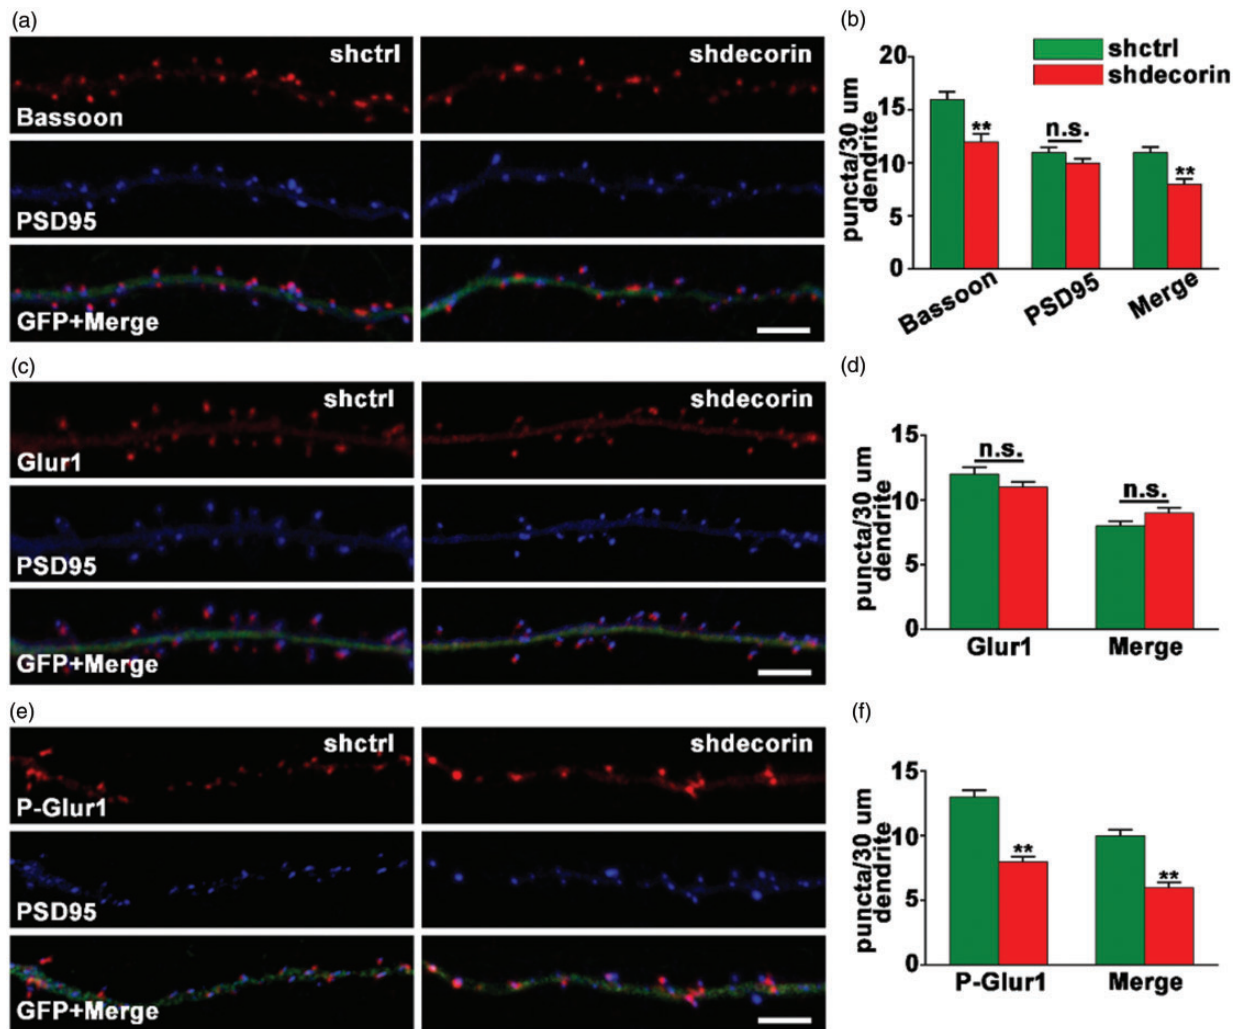 (a)
shctrl
shdecorin
Bassoon
PSD95
GFP+Merge
(b)
shctrl
shdecorin
puncta/30 um
dendrite
20
15
10
5
0
**
n.s.
**
Bassoon
PSD95
Merge
(c)
shctrl
shdecorin
Glur1
PSD95
GFP+Merge
(d)
puncta/30 um
dendrite
15
10
5
0
n.s.
n.s.
Glur1
Merge
(e)
shctrl
shdecorin
P-Glur1
PSD95
GFP+Merge
(f)
puncta/30 um
dendrite
15
10
5
0
**
**
P-Glur1
Merge